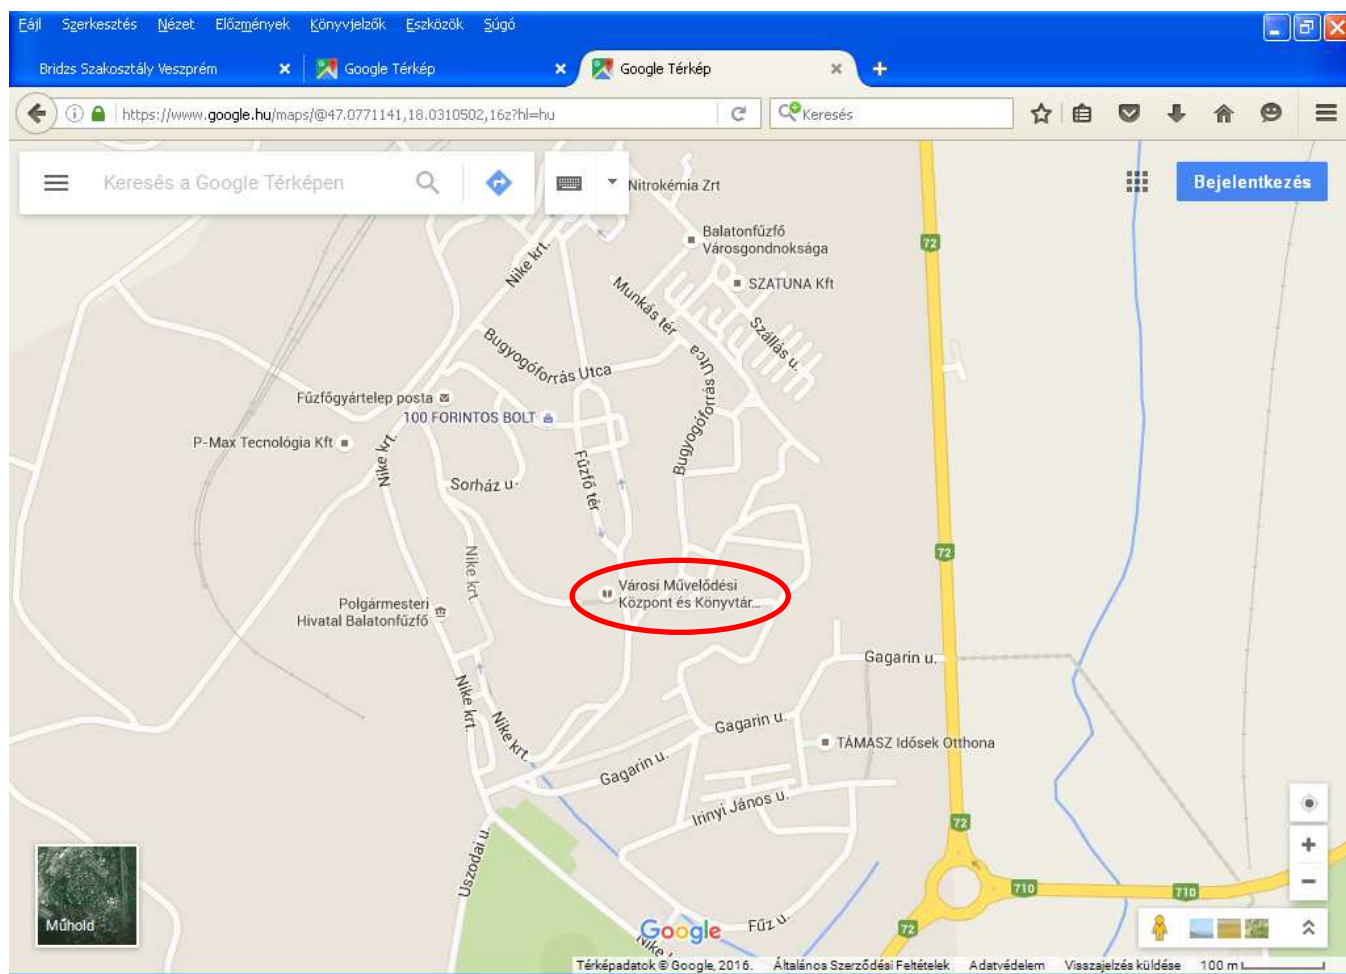 Fájl Szerkesztés Nézet Előzmények Könyvjelzők Eszközök Súgó
Bridzs Szakosztály Veszprém
Google Térkép
Google Térkép
https://www.google.hu/maps/@47.0771141,18.0310502,16z?hl=hu
Keresés
Keresés a Google Térképen
Bejelentkezés
Nitrokémia Zrt
Balatonfűzfő
Városgondnoksága
72
Nike krt.
SZATUNA Kft
Munkás tér
Szállás u.
Bugyogóforrás Utca
Bugyogóforrás Utca
Fűzfőgyártelep posta
100 FORINTOS BOLT
P-Max Tecnológia Kft
Nike krt.
Fűzfő tér
Sorház u.
72
Nike krt.
Városi Művelődési
Központ és Könyvtár...
Polgármesteri
Hivatal Balatonfűzfő
Gagarin u.
Nike krt.
Nike krt.
Gagarin u.
TÁMASZ Idősek Otthona
Gagarin u.
Irinyi János u.
72
Uszodai u.
710
710
Műhold
Google
Fűz u.
72
Nike k
Térképadatok © Google, 2016. Általános Szerződési Feltételek Adatvédelem Visszajelzés küldése 100 m